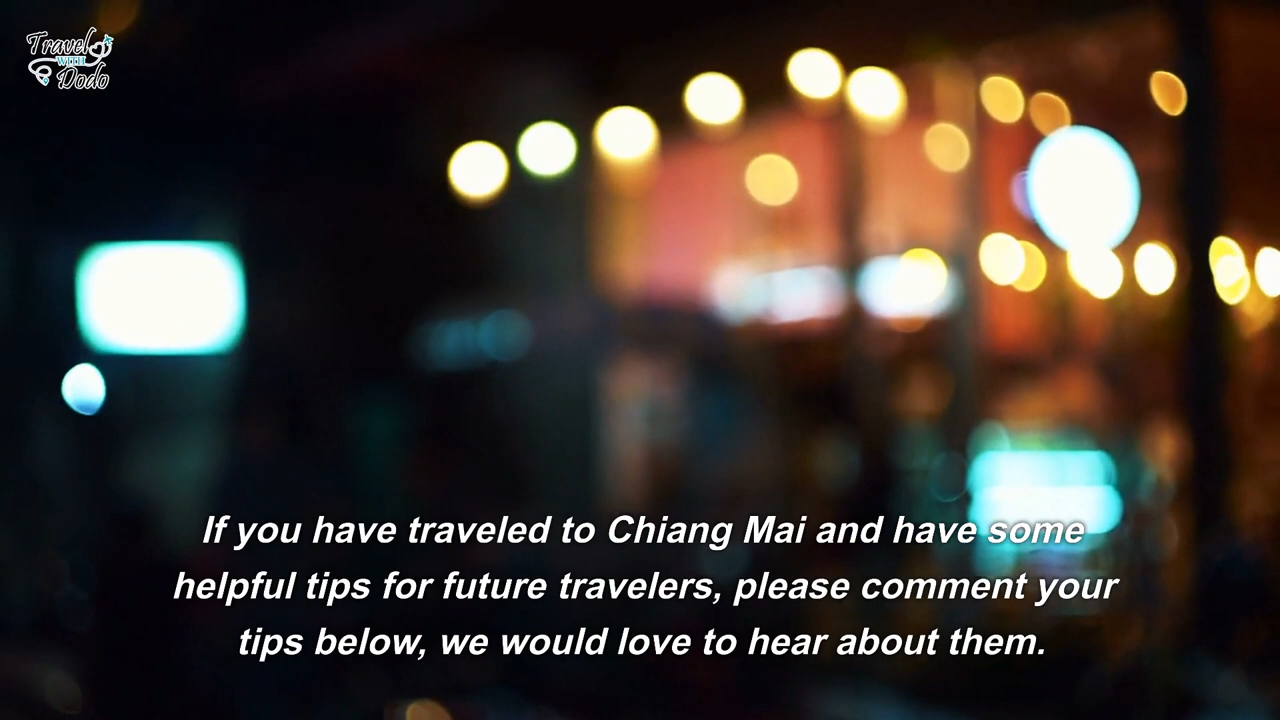 Travel
WITH
Dodo
If you have traveled to Chiang Mai and have some
helpful tips for future travelers, please comment your
tips below, we would love to hear about them.